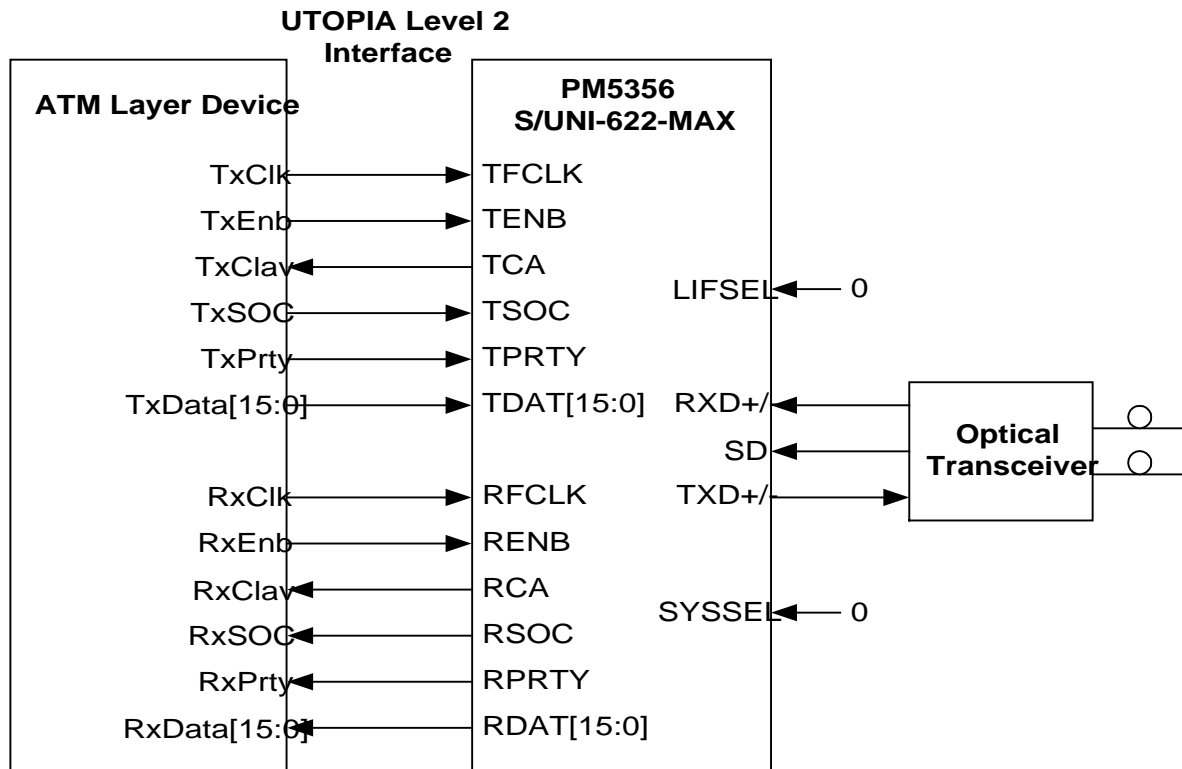 UTOPIA Level 2
Interface
ATM Layer Device
PM5356
S/UNI-622-MAX
TxClk
TFCLK
TxEnb
TENB
TxClav
TCA
LIFSEL
0
TxSOC
TSOC
TxPrty
TPRTY
TxData[15:0]
TDAT[15:0]
RXD+/
SD
Optical
Transceiver
RxClk
RFCLK
TXD+/-
RxEnb
RENB
RxClav
RCA
SYSSEL
0
RxSOC
RSOC
RxPrty
RPRTY
RxData[15:0]
RDAT[15:0]